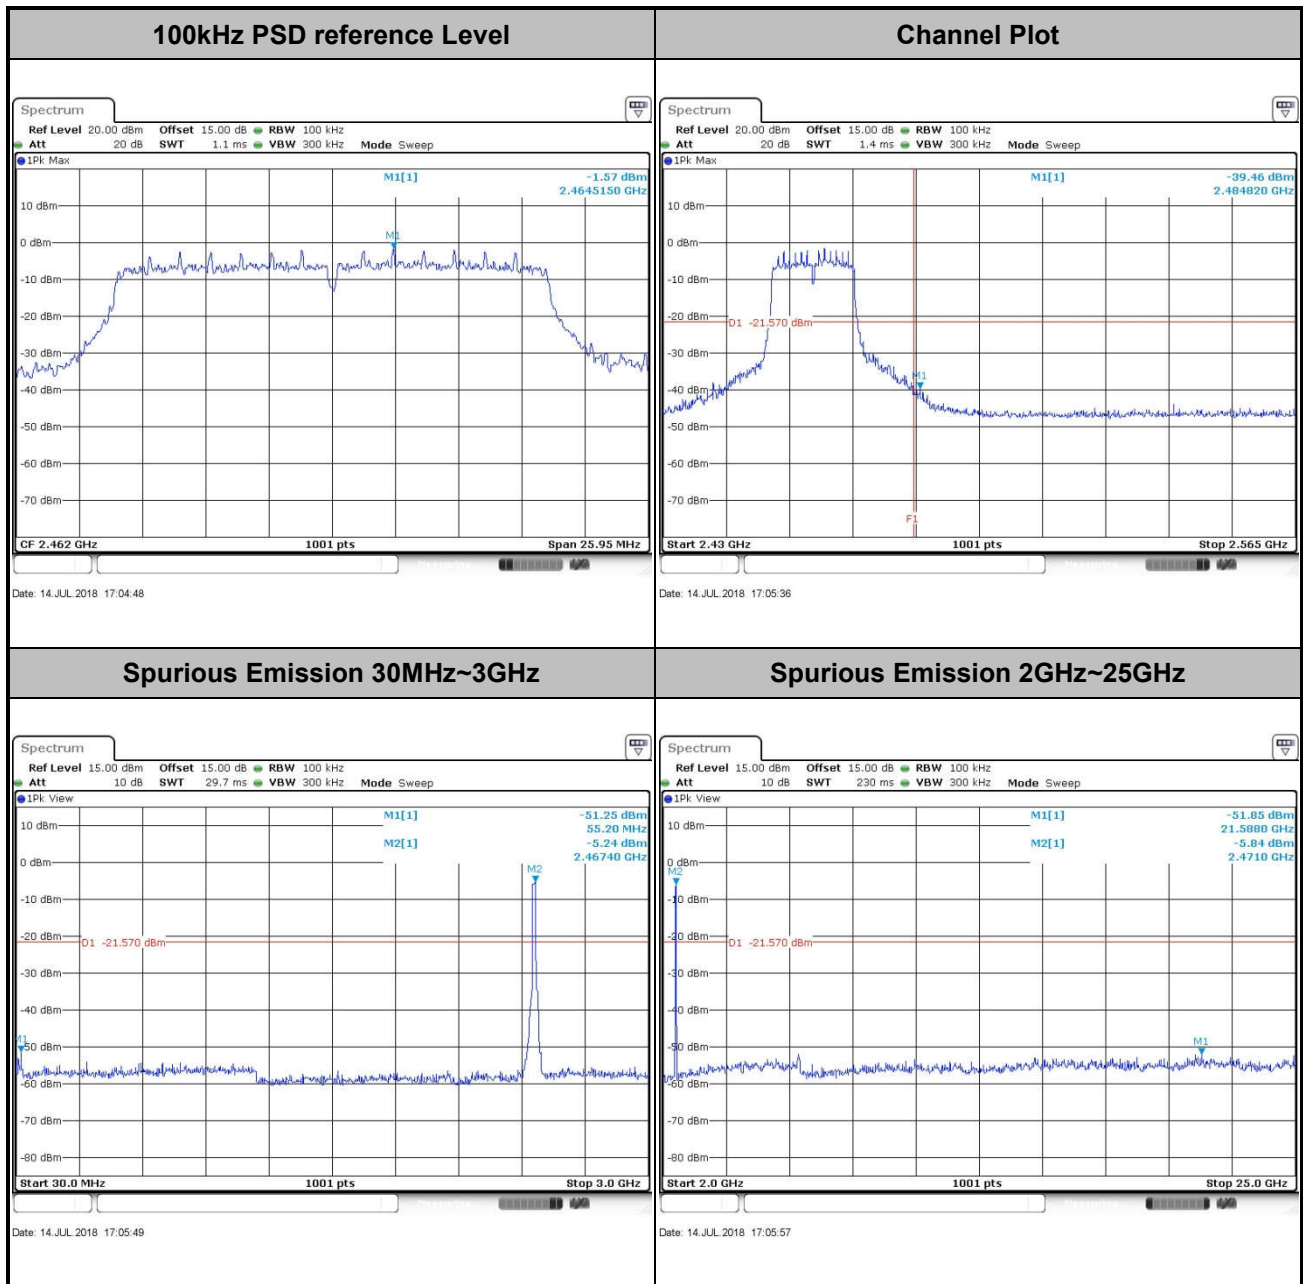 100kHz PSD reference Level
Spectrum
Ref Level 20.00 dBm Offset 15.00 dB RBW 100 kHz
Att 20 dB SWT 1.1 ms VBW 300 kHz Mode Sweep
1Pk Max
M1[1] -1.57 dBm
2.4645150 GHz
10 dBm
M1
0 dBm
-10 dBm
-20 dBm
-30 dBm
-40 dBm
-50 dBm
-60 dBm
-70 dBm
CF 2.462 GHz 1001 pts Span 25.95 MHz
Date: 14.JUL.2018 17:04:48
Channel Plot
Spectrum
Ref Level 20.00 dBm Offset 15.00 dB RBW 100 kHz
Att 20 dB SWT 1.4 ms VBW 300 kHz Mode Sweep
1Pk Max
M1[1] -39.46 dBm
2.484820 GHz
10 dBm
0 dBm
-10 dBm
-20 dBm
D1 -21.570 dBm
-30 dBm
M1
-40 dBm
-50 dBm
-60 dBm
-70 dBm
F1
Start 2.43 GHz 1001 pts Stop 2.565 GHz
Date: 14.JUL.2018 17:05:36
Spurious Emission 30MHz~3GHz
Spectrum
Ref Level 15.00 dBm Offset 15.00 dB RBW 100 kHz
Att 10 dB SWT 29.7 ms VBW 300 kHz Mode Sweep
1Pk View
M1[1] -51.25 dBm
55.20 MHz
10 dBm
M2[1] -5.24 dBm
2.46740 GHz
0 dBm
M2
-10 dBm
-20 dBm
D1 -21.570 dBm
-30 dBm
-40 dBm
M1
-50 dBm
-60 dBm
-70 dBm
-80 dBm
Start 30.0 MHz 1001 pts Stop 3.0 GHz
Date: 14.JUL.2018 17:05:49
Spurious Emission 2GHz~25GHz
Spectrum
Ref Level 15.00 dBm Offset 15.00 dB RBW 100 kHz
Att 10 dB SWT 230 ms VBW 300 kHz Mode Sweep
1Pk View
M1[1] -51.85 dBm
21.5880 GHz
10 dBm
M2[1] -5.84 dBm
2.4710 GHz
0 dBm
M2
-10 dBm
-20 dBm
D1 -21.570 dBm
-30 dBm
-40 dBm
M1
-50 dBm
-60 dBm
-70 dBm
-80 dBm
Start 2.0 GHz 1001 pts Stop 25.0 GHz
Date: 14.JUL.2018 17:05:57